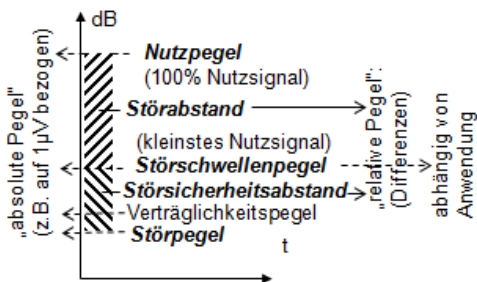 dB
Nutzpegel
(100% Nutzsignal)
Störabstand
(kleinstes Nutzsignal)
Störschwellenpegel
Störsicherheitsabstand
Verträglichkeitspegel
Störpegel
t
„absolute Pegel"
(z.B. auf 1µV bezogen)
„relative Pegel":
(Differenzen)
abhängig von
Anwendung